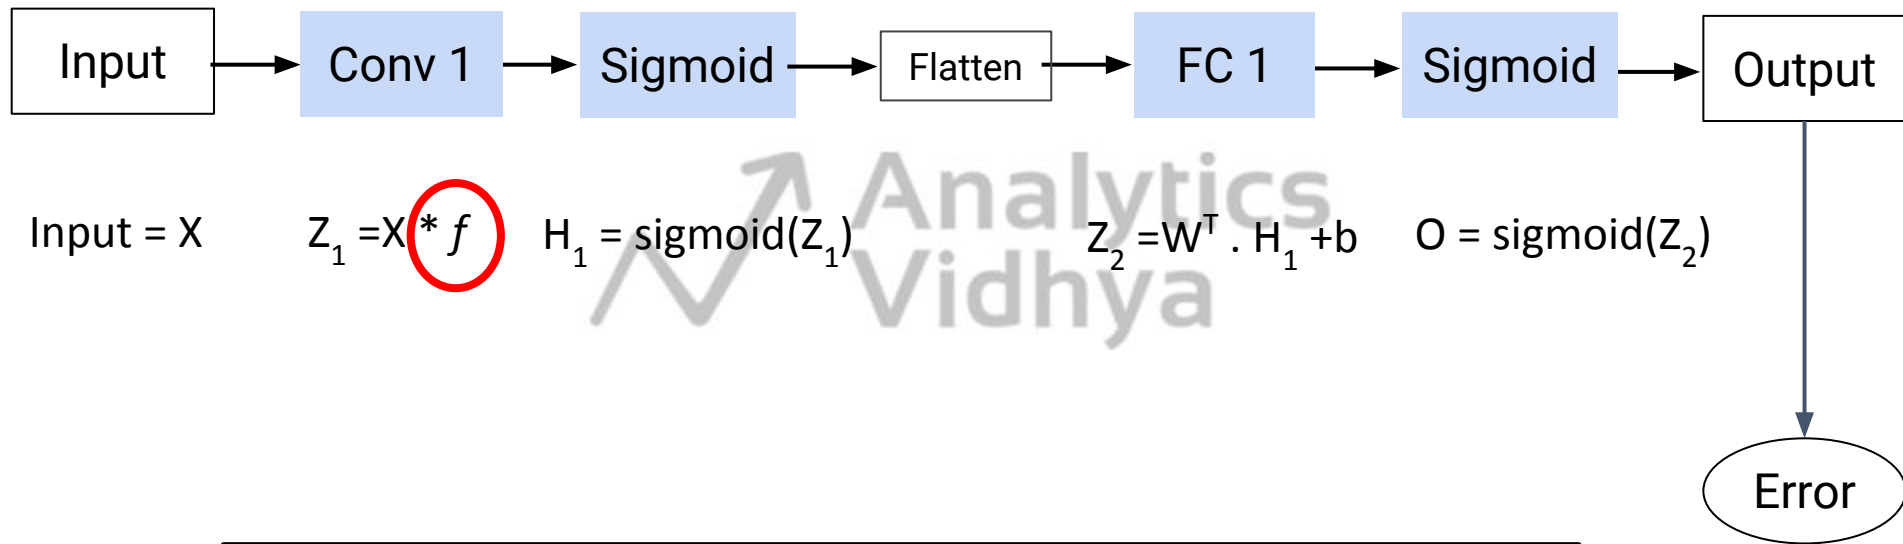 Input Conv 1 Sigmoid Flatten FC 1 Sigmoid Output
Analytics
Vidhya
Input = X Z₁ =X * f H₁ = sigmoid(Z₁) Z₂ =Wᵀ . H₁ +b O = sigmoid(Z₂)
Error